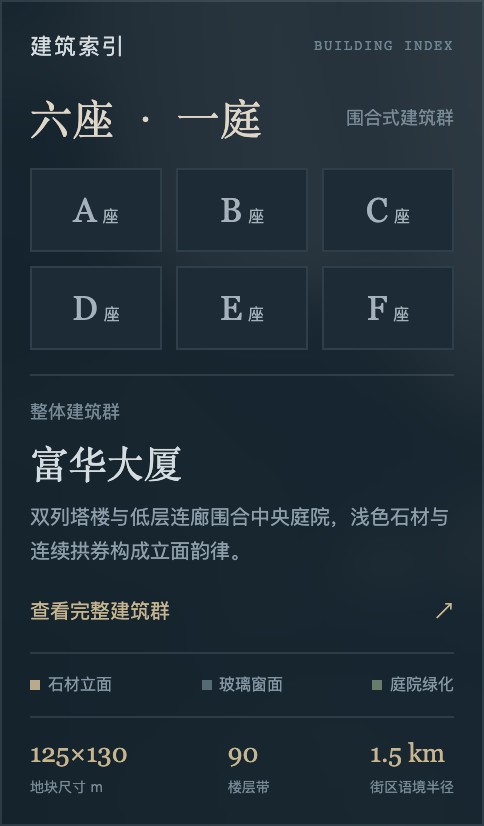 建筑索引
BUILDING INDEX
六座 · 一庭
围合式建筑群
A座
B座
C座
D座
E座
F座
整体建筑群
富华大厦
双列塔楼与低层连廊围合中央庭院，浅色石材与
连续拱券构成立面韵律。
查看完整建筑群 ↗
石材立面
玻璃窗面
庭院绿化
125×130
90
1.5 km
地块尺寸 m
楼层带
街区语境半径